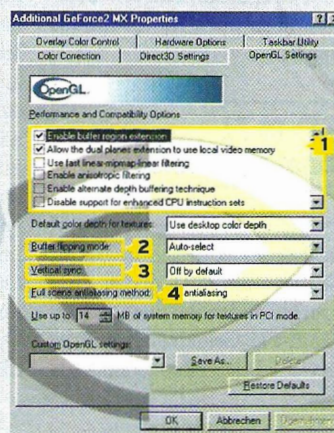 Additional GeForce2 MX Properties
Overlay Color Control Hardware Options Taskbar Utility
Color Correction Direct3D Settings OpenGL Settings
OpenGL.
Performance and Compatibility Options
Enable buffer region extension
1
Allow the dual planes extension to use local video memory
Use fast linear-mipmap-linear filtering
Enable anisotropic filtering
Enable alternate depth buffering technique
Disable support for enhanced CPU instruction sets
Default color depth for textures: Use desktop color depth
Buffer flipping mode: 2 Auto-select
Vertical sync: 3 Off by default
Full scene antialiasing method: 4 antialiasing
Use up to 14 MB of system memory for textures in PCI mode.
Custom OpenGL settings:
Save As... Delete
Restore Defaults
OK Abbrechen